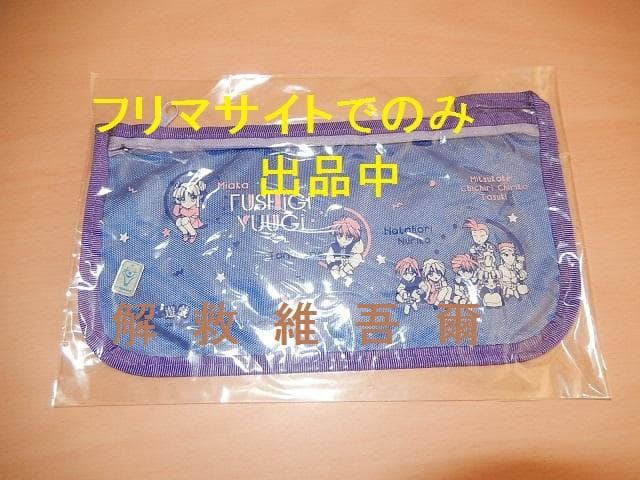 フリマサイトでのみ
出品中
Miaka
FUSHIGI
YUUGI
Mitsukake
Chichiri Chiriko
Tasuki
Hotohori
Nuriko
解救維吾爾